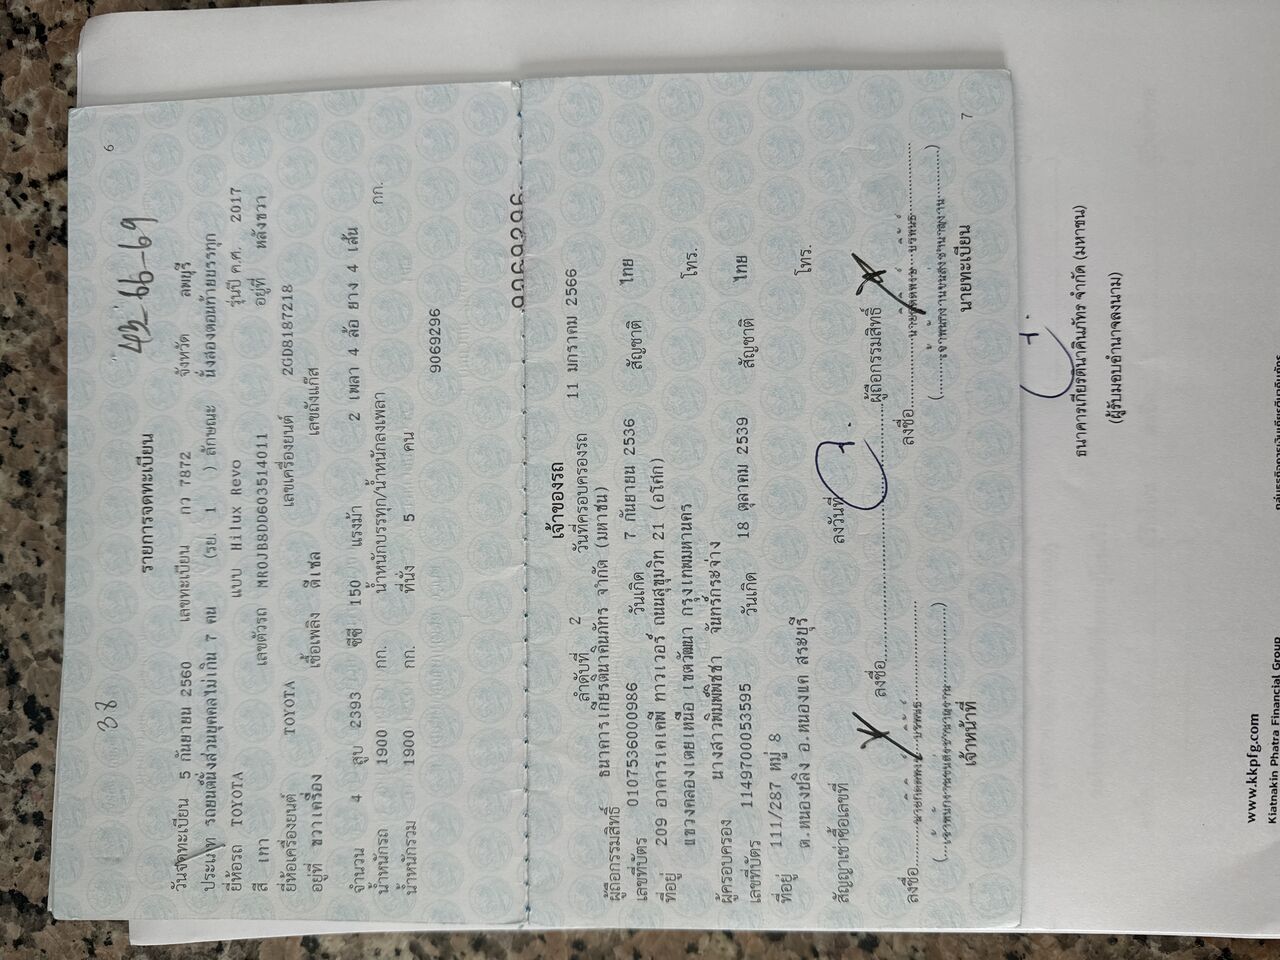 6
38
43-66-69
รายการจดทะเบียน
วันจดทะเบียน 5 กันยายน 2560 เลขทะเบียน กว 7872 จังหวัด ลพบุรี
ประเภท รถยนต์นั่งส่วนบุคคลไม่เกิน 7 คน (รย. 1 ) ลักษณะ นั่งสองตอนท้ายบรรทุก
ยี่ห้อรถ TOYOTA แบบ Hilux Revo รุ่นปี ค.ศ. 2017
สี เทา เลขตัวรถ MR0JB8DD603514011 อยู่ที่ หลังขวา
ยี่ห้อเครื่องยนต์ TOYOTA เลขเครื่องยนต์ 2GD8187218
อยู่ที่ ขวาเครื่อง เชื้อเพลิง ดีเซล เลขถังแก๊ส
จำนวน 4 สูบ 2393 ซีซี 150 แรงม้า 2 เพลา 4 ล้อ ยาง 4 เส้น
น้ำหนักรถ 1900 กก. น้ำหนักบรรทุก/น้ำหนักลงเพลา กก.
น้ำหนักรวม 1900 กก. ที่นั่ง 5 คน
9069296
9069296
เจ้าของรถ
ลำดับที่ 2 วันที่ครอบครองรถ 11 มกราคม 2566
ผู้ถือกรรมสิทธิ์ ธนาคารเกียรตินาคินภัทร จำกัด (มหาชน)
เลขที่บัตร 0107536000986 วันเกิด 7 กันยายน 2536 สัญชาติ ไทย
ที่อยู่ 209 อาคารเคเคพี ทาวเวอร์ ถนนสุขุมวิท 21 (อโศก)
แขวงคลองเตยเหนือ เขตวัฒนา กรุงเทพมหานคร โทร.
ผู้ครอบครอง นางสาวพิมพ์พิชชา จันทร์กระจ่าง
เลขที่บัตร 1149700053595 วันเกิด 18 ตุลาคม 2539 สัญชาติ ไทย
ที่อยู่ 111/287 หมู่ 8
ต.หนองปลิง อ.หนองแค สระบุรี โทร.
สัญญาเช่าซื้อเลขที่ ลงวันที่
ลงชื่อ ผู้ถือกรรมสิทธิ์
ลงชื่อ ลงชื่อ
เจ้าหน้าที่ นายทะเบียน
7
ธนาคารเกียรตินาคินภัทร จำกัด (มหาชน)
(ผู้รับมอบอำนาจลงนาม)
www.kkpfg.com
Kiatnakin Phatra Financial Group